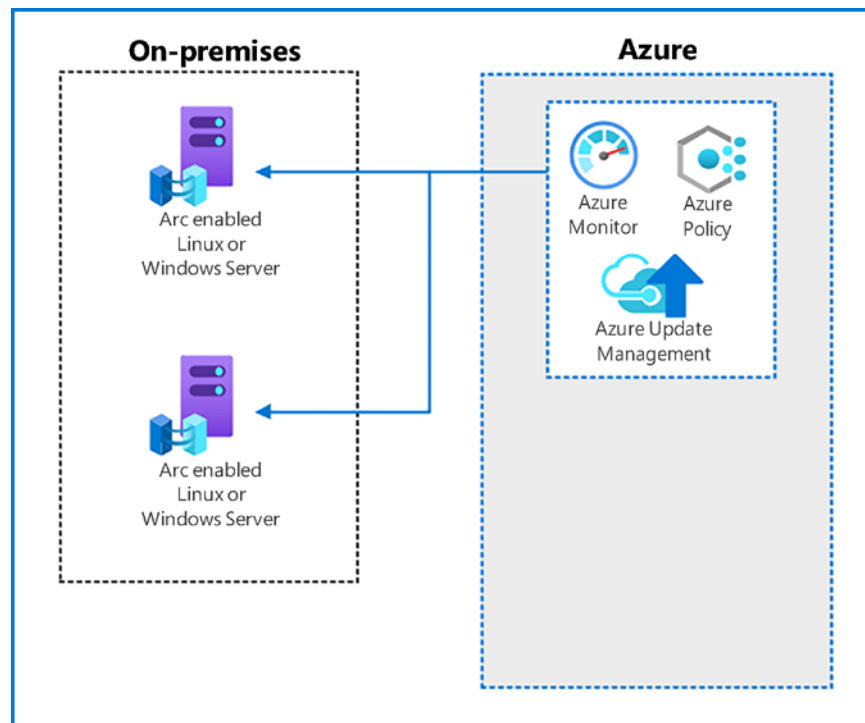 On-premises
Azure
Arc enabled
Linux or
Windows Server
Arc enabled
Linux or
Windows Server
Azure
Monitor
Azure
Policy
Azure Update
Management